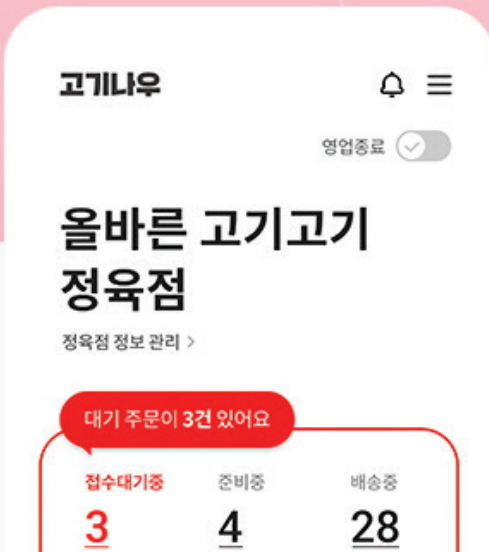 고기나우
영업종료
올바른 고기고기
정육점
정육점 정보 관리 >
대기 주문이 3건 있어요
접수대기중 준비중 배송중
3 4 28